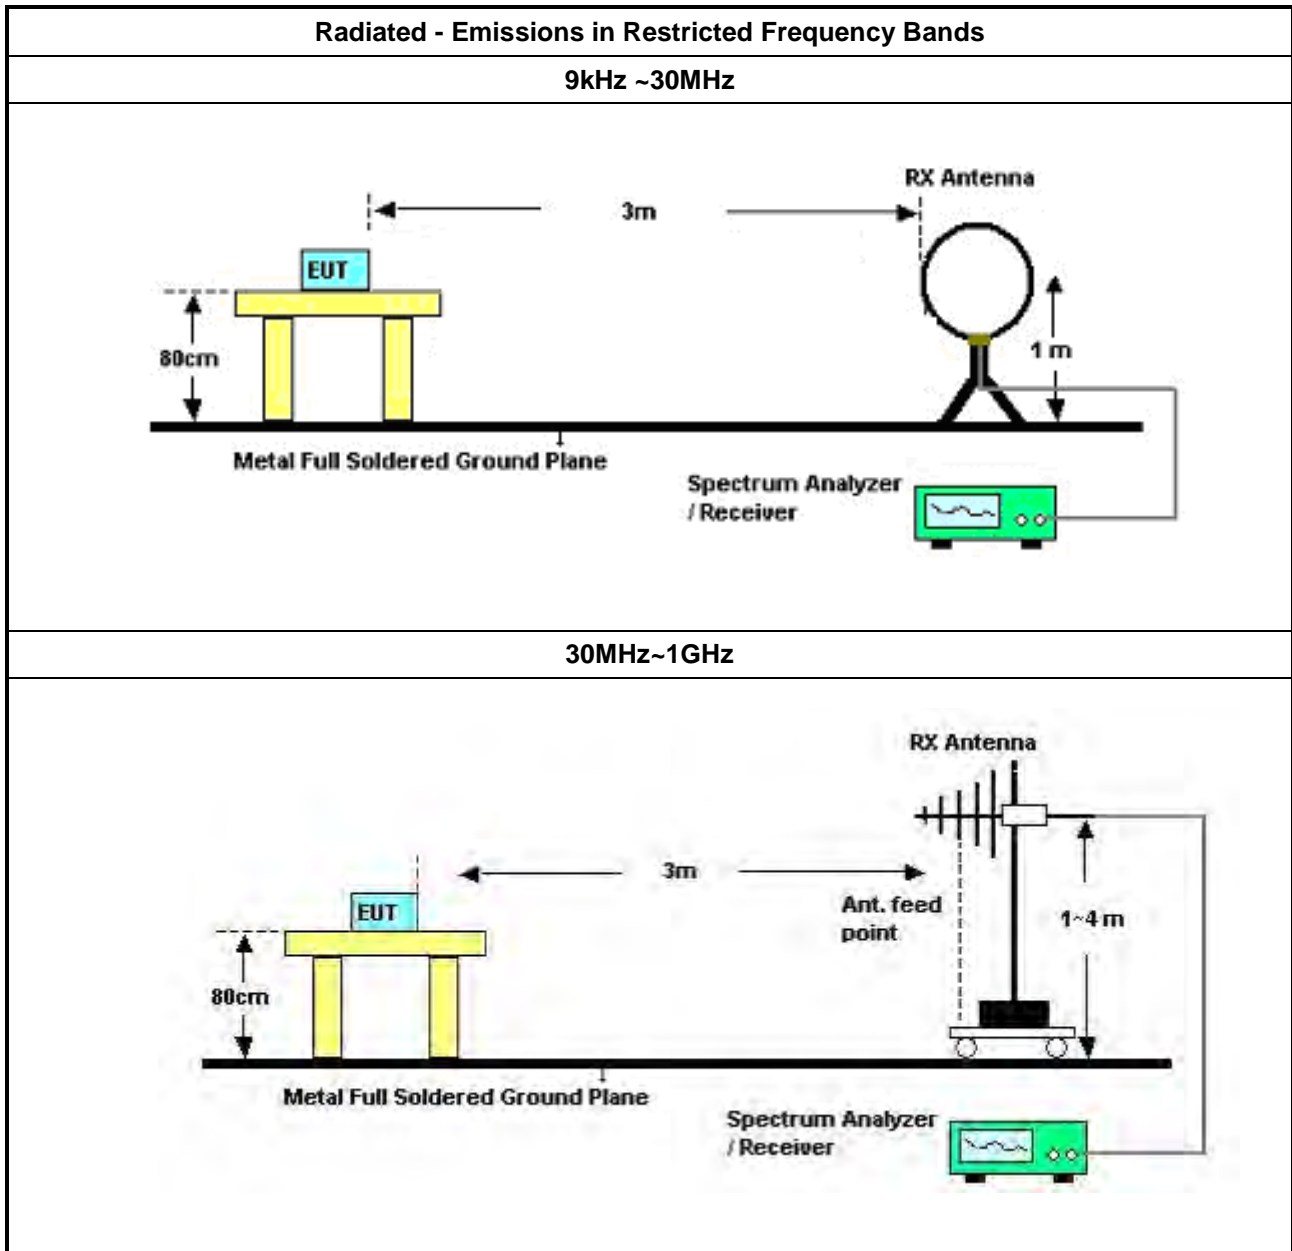 Radiated - Emissions in Restricted Frequency Bands
9kHz ~30MHz
RX Antenna
3m
EUT
80cm
1 m
Metal Full Soldered Ground Plane
Spectrum Analyzer
/ Receiver
30MHz~1GHz
RX Antenna
3m
Ant. feed
point
1~4 m
EUT
80cm
Metal Full Soldered Ground Plane
Spectrum Analyzer
/ Receiver